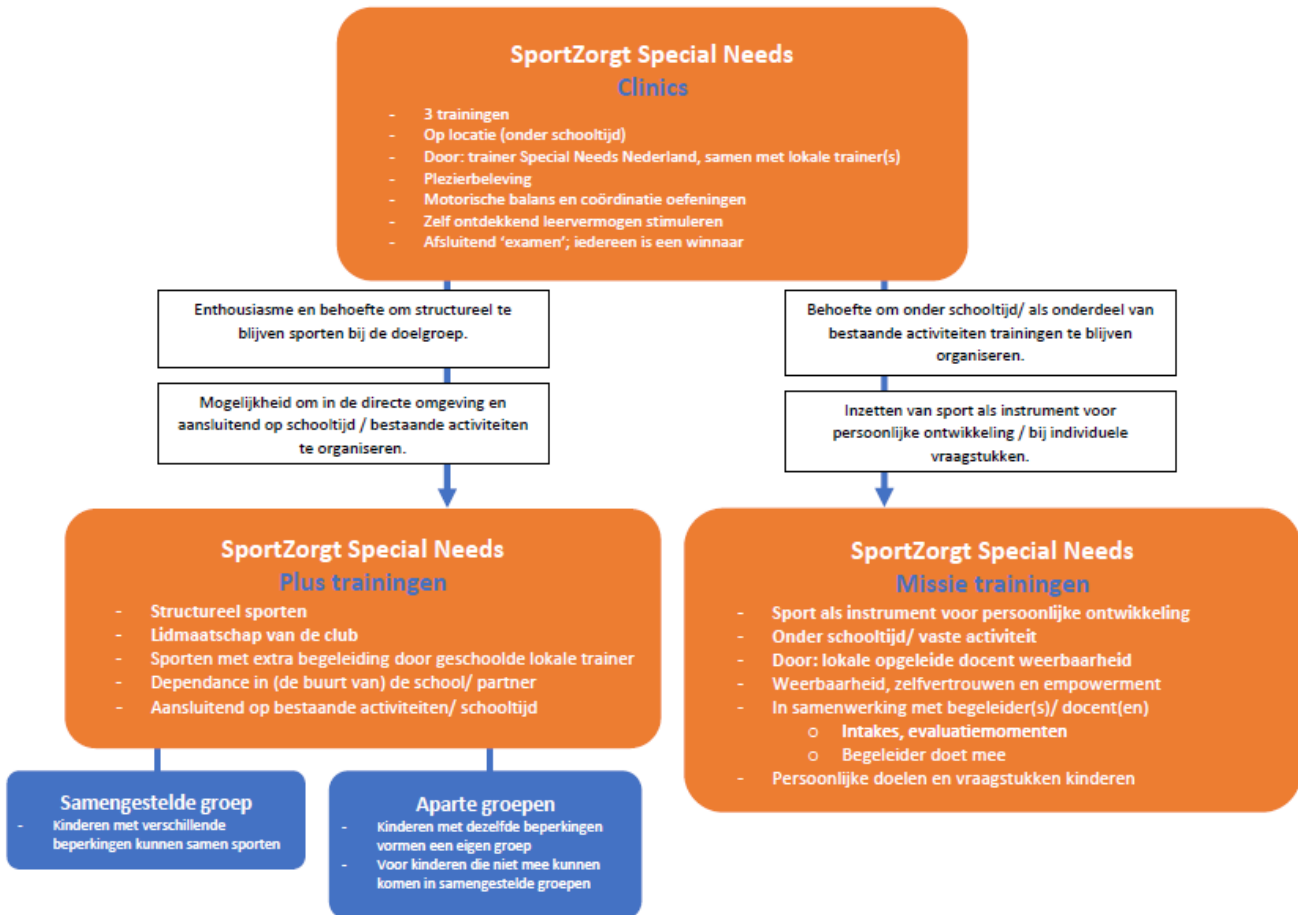 SportZorgt Special Needs
Clinics
- 3 trainingen
- Op locatie (onder schooltijd)
- Door: trainer Special Needs Nederland, samen met lokale trainer(s)
- Plezierbeleving
- Motorische balans en coördinatie oefeningen
- Zelf ontdekkend leervermogen stimuleren
- Afsluitend ‘examen’; iedereen is een winnaar
Enthousiasme en behoefte om structureel te
blijven sporten bij de doelgroep.
Mogelijkheid om in de directe omgeving en
aansluitend op schooltijd / bestaande activiteiten
te organiseren.
Behoefte om onder schooltijd/ als onderdeel van
bestaande activiteiten trainingen te blijven
organiseren.
Inzetten van sport als instrument voor
persoonlijke ontwikkeling / bij individuele
vraagstukken.
SportZorgt Special Needs
Plus trainingen
- Structureel sporten
- Lidmaatschap van de club
- Sporten met extra begeleiding door geschoolde lokale trainer
- Dependance in (de buurt van) de school/ partner
- Aansluitend op bestaande activiteiten/ schooltijd
SportZorgt Special Needs
Missie trainingen
- Sport als instrument voor persoonlijke ontwikkeling
- Onder schooltijd/ vaste activiteit
- Door: lokale opgeleide docent weerbaarheid
- Weerbaarheid, zelfvertrouwen en empowerment
- In samenwerking met begeleider(s)/ docent(en)
o Intakes, evaluatiemomenten
o Begeleider doet mee
- Persoonlijke doelen en vraagstukken kinderen
Samengestelde groep
- Kinderen met verschillende
beperkingen kunnen samen sporten
Aparte groepen
- Kinderen met dezelfde beperkingen
vormen een eigen groep
- Voor kinderen die niet mee kunnen
komen in samengestelde groepen